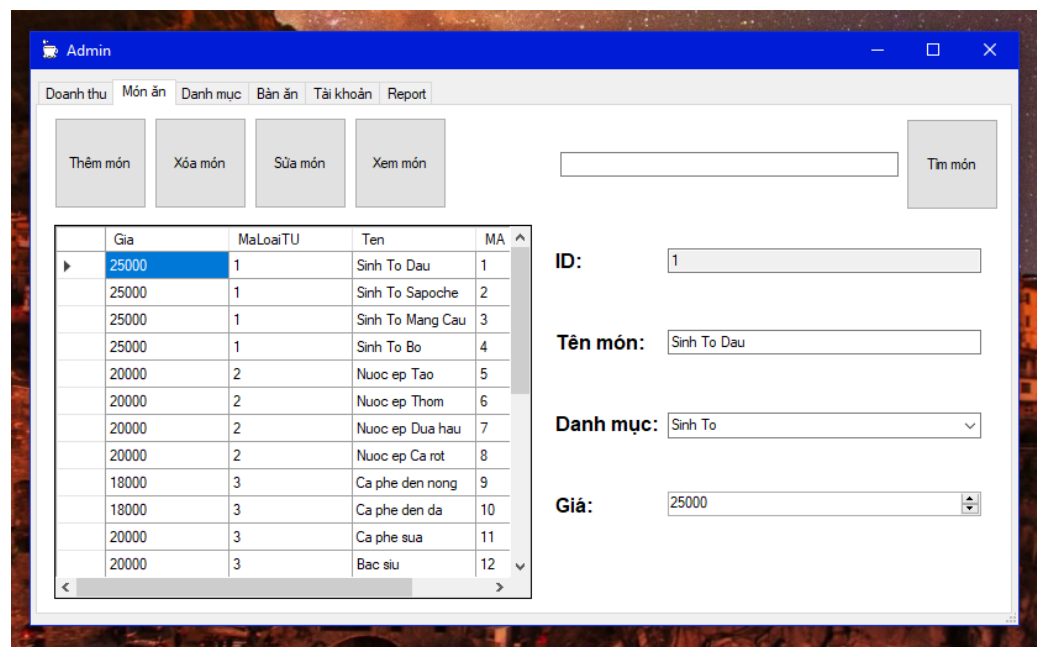 Admin
Doanh thu Món ăn Danh mục Bàn ăn Tài khoản Report
Thêm món Xóa món Sửa món Xem món Tìm món
Gia MaLoaiTU Ten MA
25000 1 Sinh To Dau 1
25000 1 Sinh To Sapoche 2
25000 1 Sinh To Mang Cau 3
25000 1 Sinh To Bo 4
20000 2 Nuoc ep Tao 5
20000 2 Nuoc ep Thom 6
20000 2 Nuoc ep Dua hau 7
20000 2 Nuoc ep Ca rot 8
18000 3 Ca phe den nong 9
18000 3 Ca phe den da 10
20000 3 Ca phe sua 11
20000 3 Bac siu 12
ID: 1
Tên món: Sinh To Dau
Danh mục: Sinh To
Giá: 25000